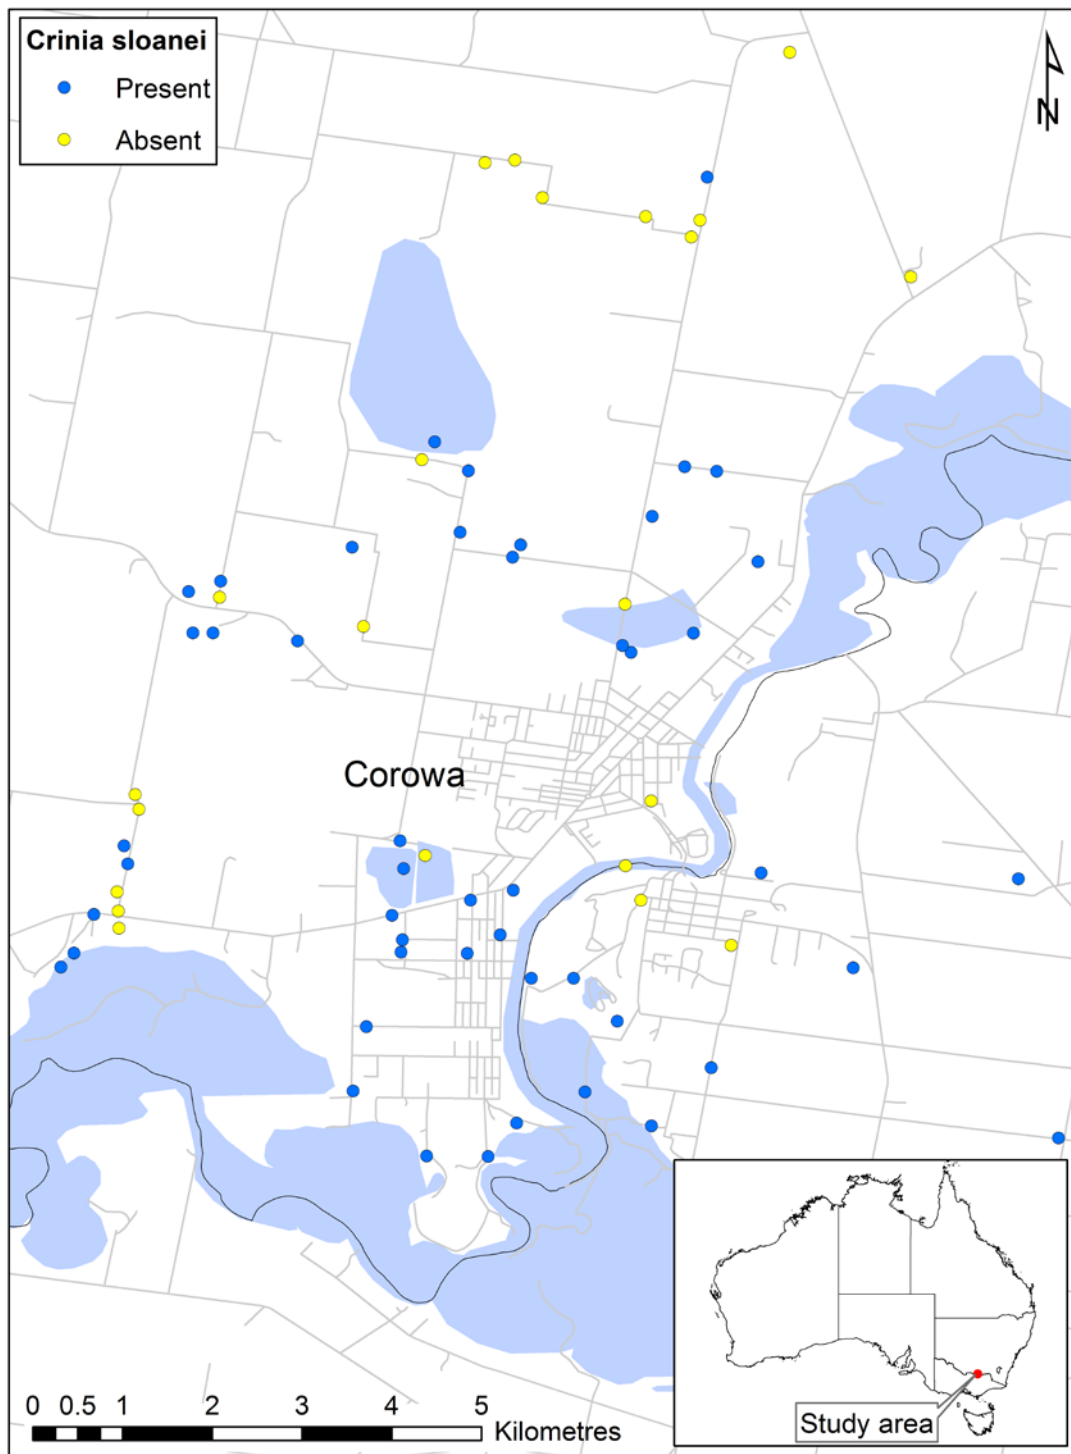 Crinia sloanei
Present
Absent
N
Corowa
0 0.5 1 2 3 4 5
Kilometres
Study area